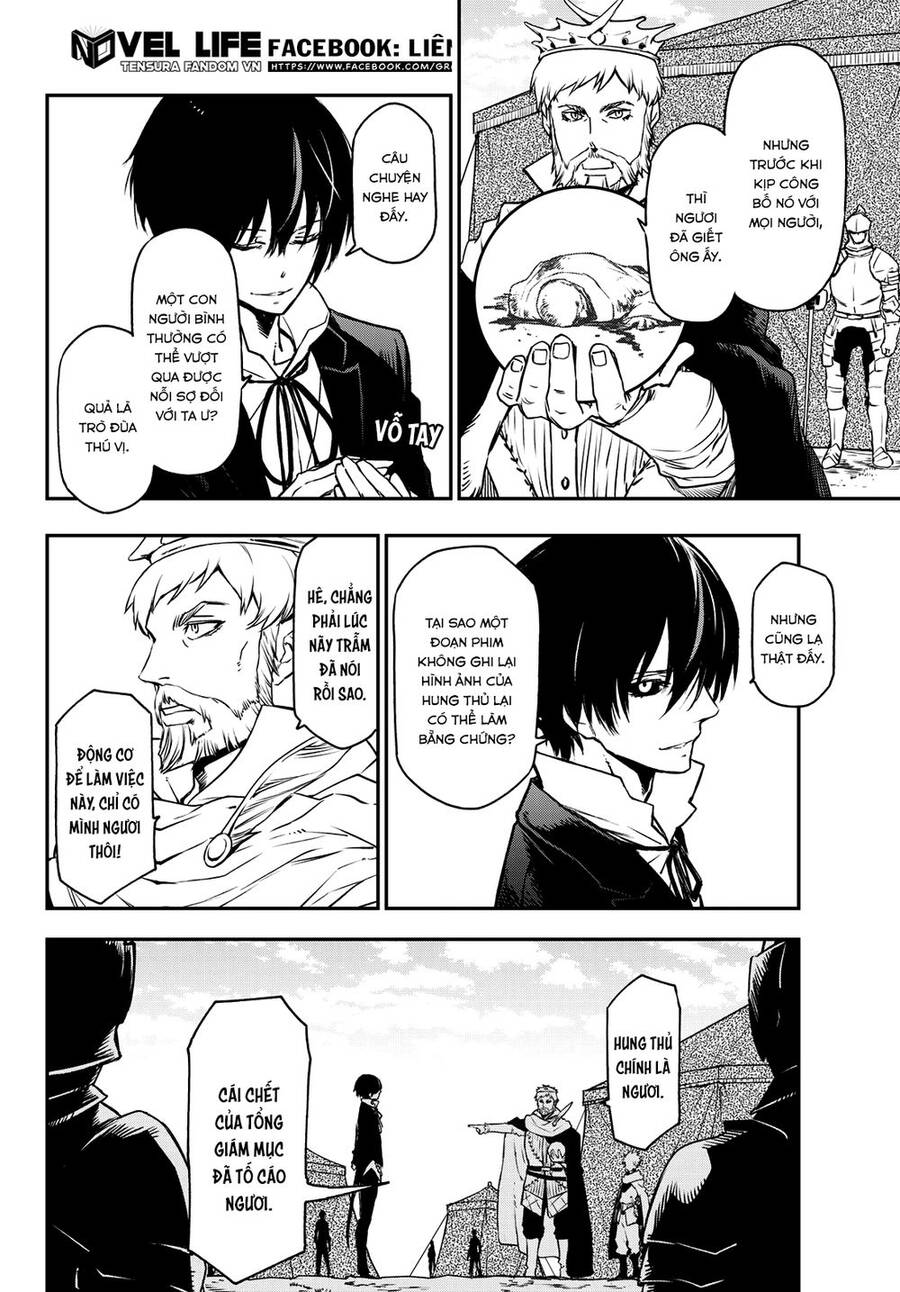 NOVEL LIFE
TENSURA FANDOM VN
FACEBOOK: LIÊN
HTTPS://WWW.FACEBOOK.COM/GR
NHƯNG
TRƯỚC KHI
KỊP CÔNG
BỐ NÓ VỚI
MỌI NGƯỜI,
THÌ
NGƯƠI
ĐÃ GIẾT
ÔNG ẤY.
CÂU
CHUYỆN
NGHE HAY
ĐẤY.
MỘT CON
NGƯỜI BÌNH
THƯỜNG CÓ
THỂ VƯỢT
QUA ĐƯỢC
NỖI SỢ ĐỐI
VỚI TA Ư?
QUẢ LÀ
TRÒ ĐÙA
THÚ VỊ.
VỖ TAY
NHƯNG
CŨNG LẠ
THẬT ĐẤY.
TẠI SAO MỘT
ĐOẠN PHIM
KHÔNG GHI LẠI
HÌNH ẢNH CỦA
HUNG THỦ LẠI
CÓ THỂ LÀM
BẰNG CHỨNG?
HÊ, CHẲNG
PHẢI LÚC
NÃY TRẪM
ĐÃ NÓI
RỒI SAO.
ĐỘNG CƠ
ĐỂ LÀM VIỆC
NÀY, CHỈ CÓ
MÌNH NGƯƠI
THÔI!
HUNG THỦ
CHÍNH LÀ
NGƯƠI.
CÁI CHẾT
CỦA TỔNG
GIÁM MỤC
ĐÃ TỐ CÁO
NGƯƠI.